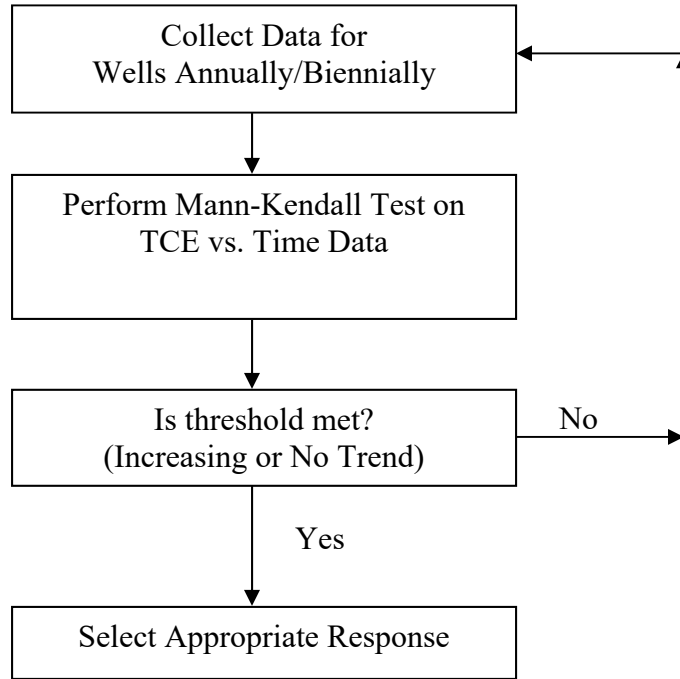 Collect Data for
Wells Annually/Biennially
Perform Mann-Kendall Test on
TCE vs. Time Data
Is threshold met?
(Increasing or No Trend)
No
Yes
Select Appropriate Response